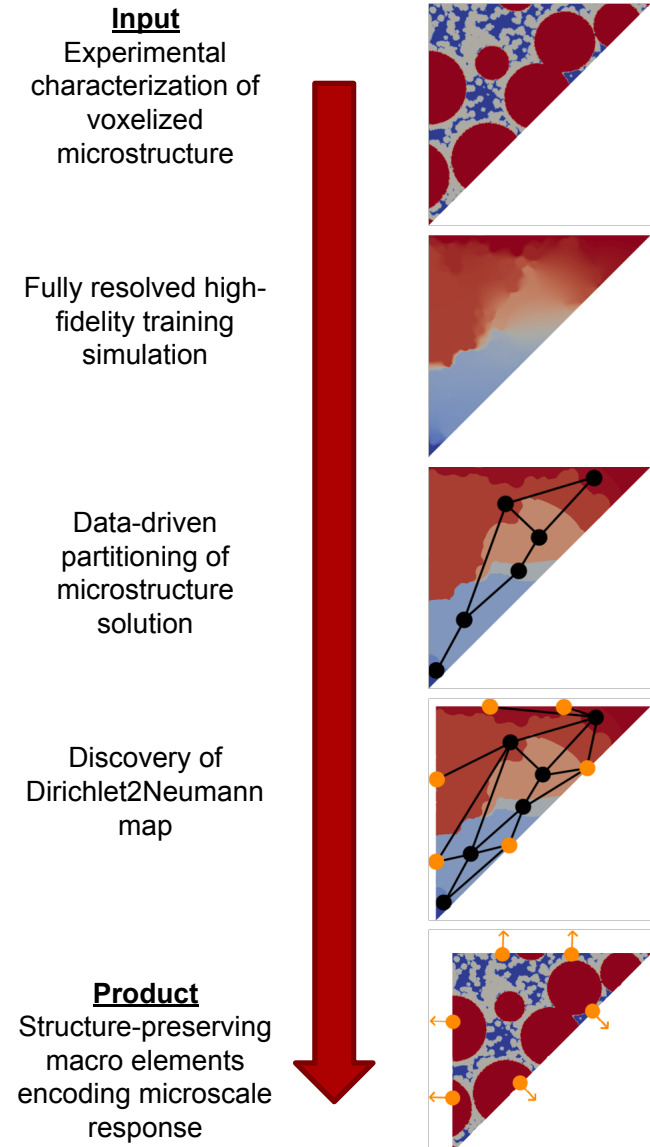 Input
Experimental
characterization of
voxelized
microstructure
Fully resolved high-
fidelity training
simulation
Data-driven
partitioning of
microstructure
solution
Discovery of
Dirichlet2Neumann
map
Product
Structure-preserving
macro elements
encoding microscale
response